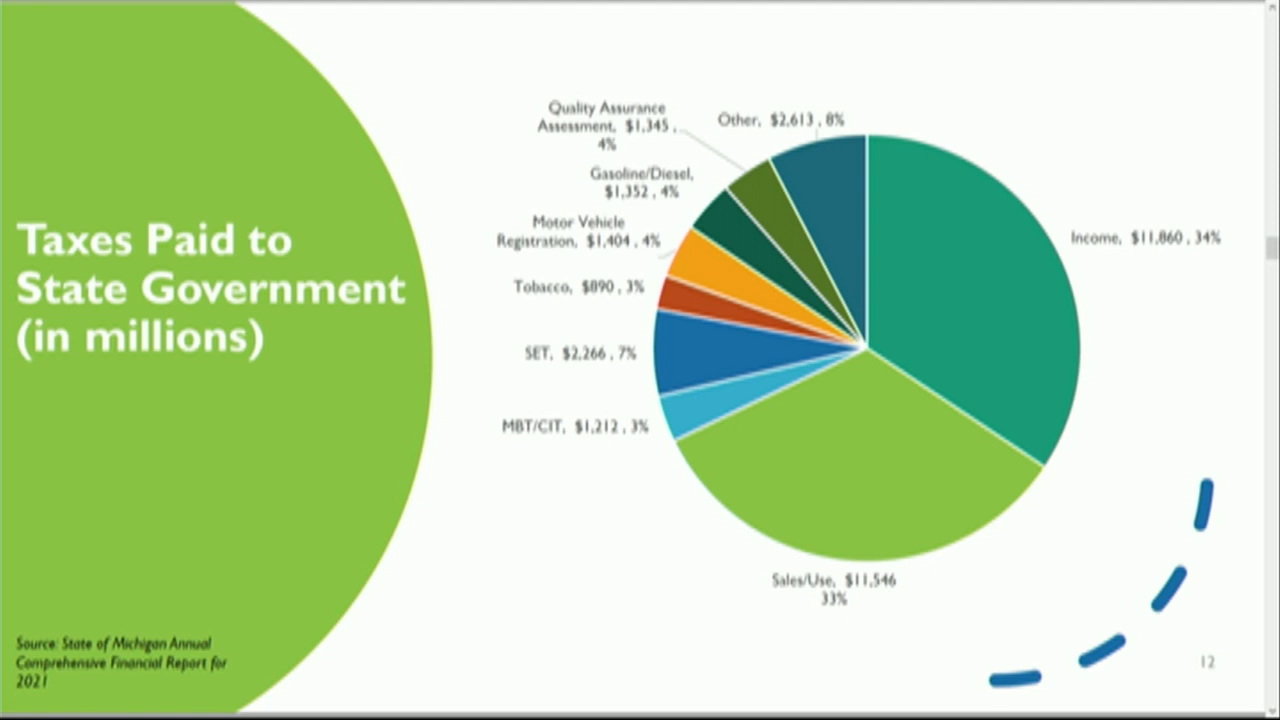 Taxes Paid to
State Government
(in millions)
Source: State of Michigan Annual
Comprehensive Financial Report for
2021
Quality Assurance
Assessment, $1,345 ,
4%
Other, $2,613 , 8%
Gasoline/Diesel,
$1,352 , 4%
Motor Vehicle
Registration, $1,404 , 4%
Income, $11,860 , 34%
Tobacco, $890 , 3%
SET, $2,266 , 7%
MBT/CIT, $1,212 , 3%
Sales/Use, $11,546
33%
12